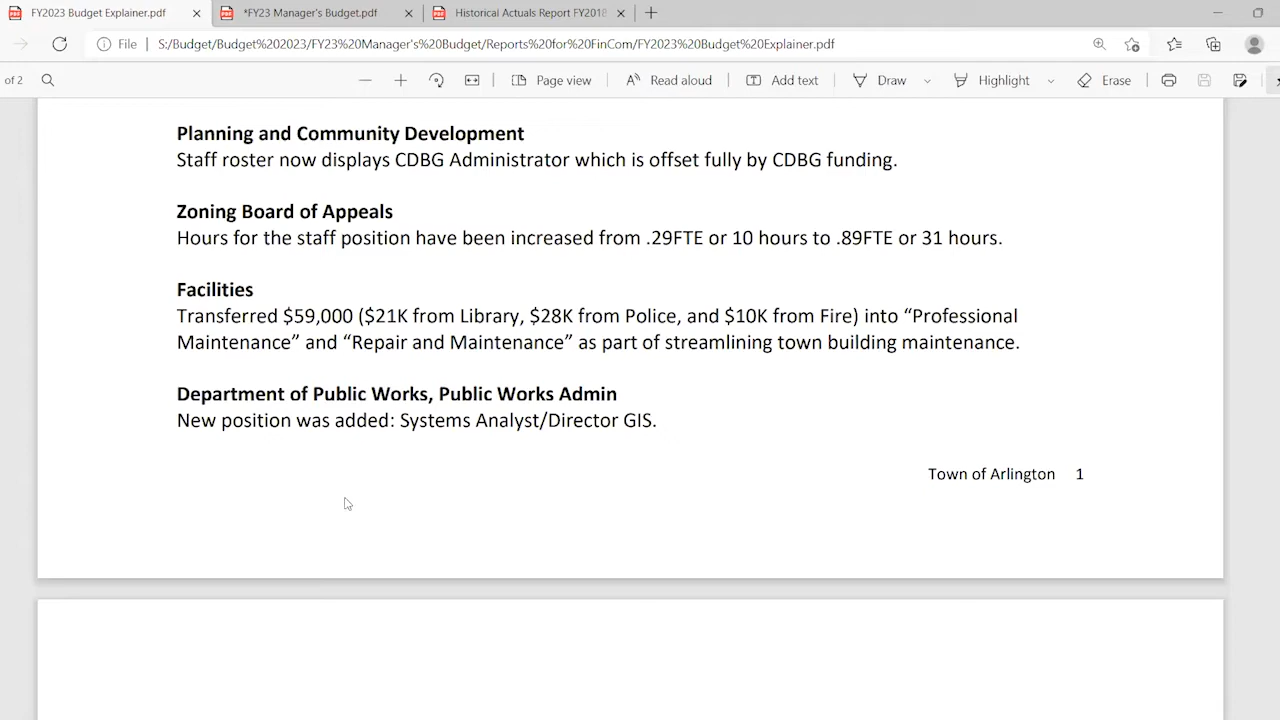 FY2023 Budget Explainer.pdf
*FY23 Manager's Budget.pdf
Historical Actuals Report FY2018
File
S:/Budget/Budget%202023/FY23%20Manager's%20Budget/Reports%20for%20FinCom/FY2023%20Budget%20Explainer.pdf
of 2
Page view
Read aloud
Add text
Draw
Highlight
Erase
Planning and Community Development
Staff roster now displays CDBG Administrator which is offset fully by CDBG funding.
Zoning Board of Appeals
Hours for the staff position have been increased from .29FTE or 10 hours to .89FTE or 31 hours.
Facilities
Transferred $59,000 ($21K from Library, $28K from Police, and $10K from Fire) into “Professional
Maintenance” and “Repair and Maintenance” as part of streamlining town building maintenance.
Department of Public Works, Public Works Admin
New position was added: Systems Analyst/Director GIS.
Town of Arlington 1